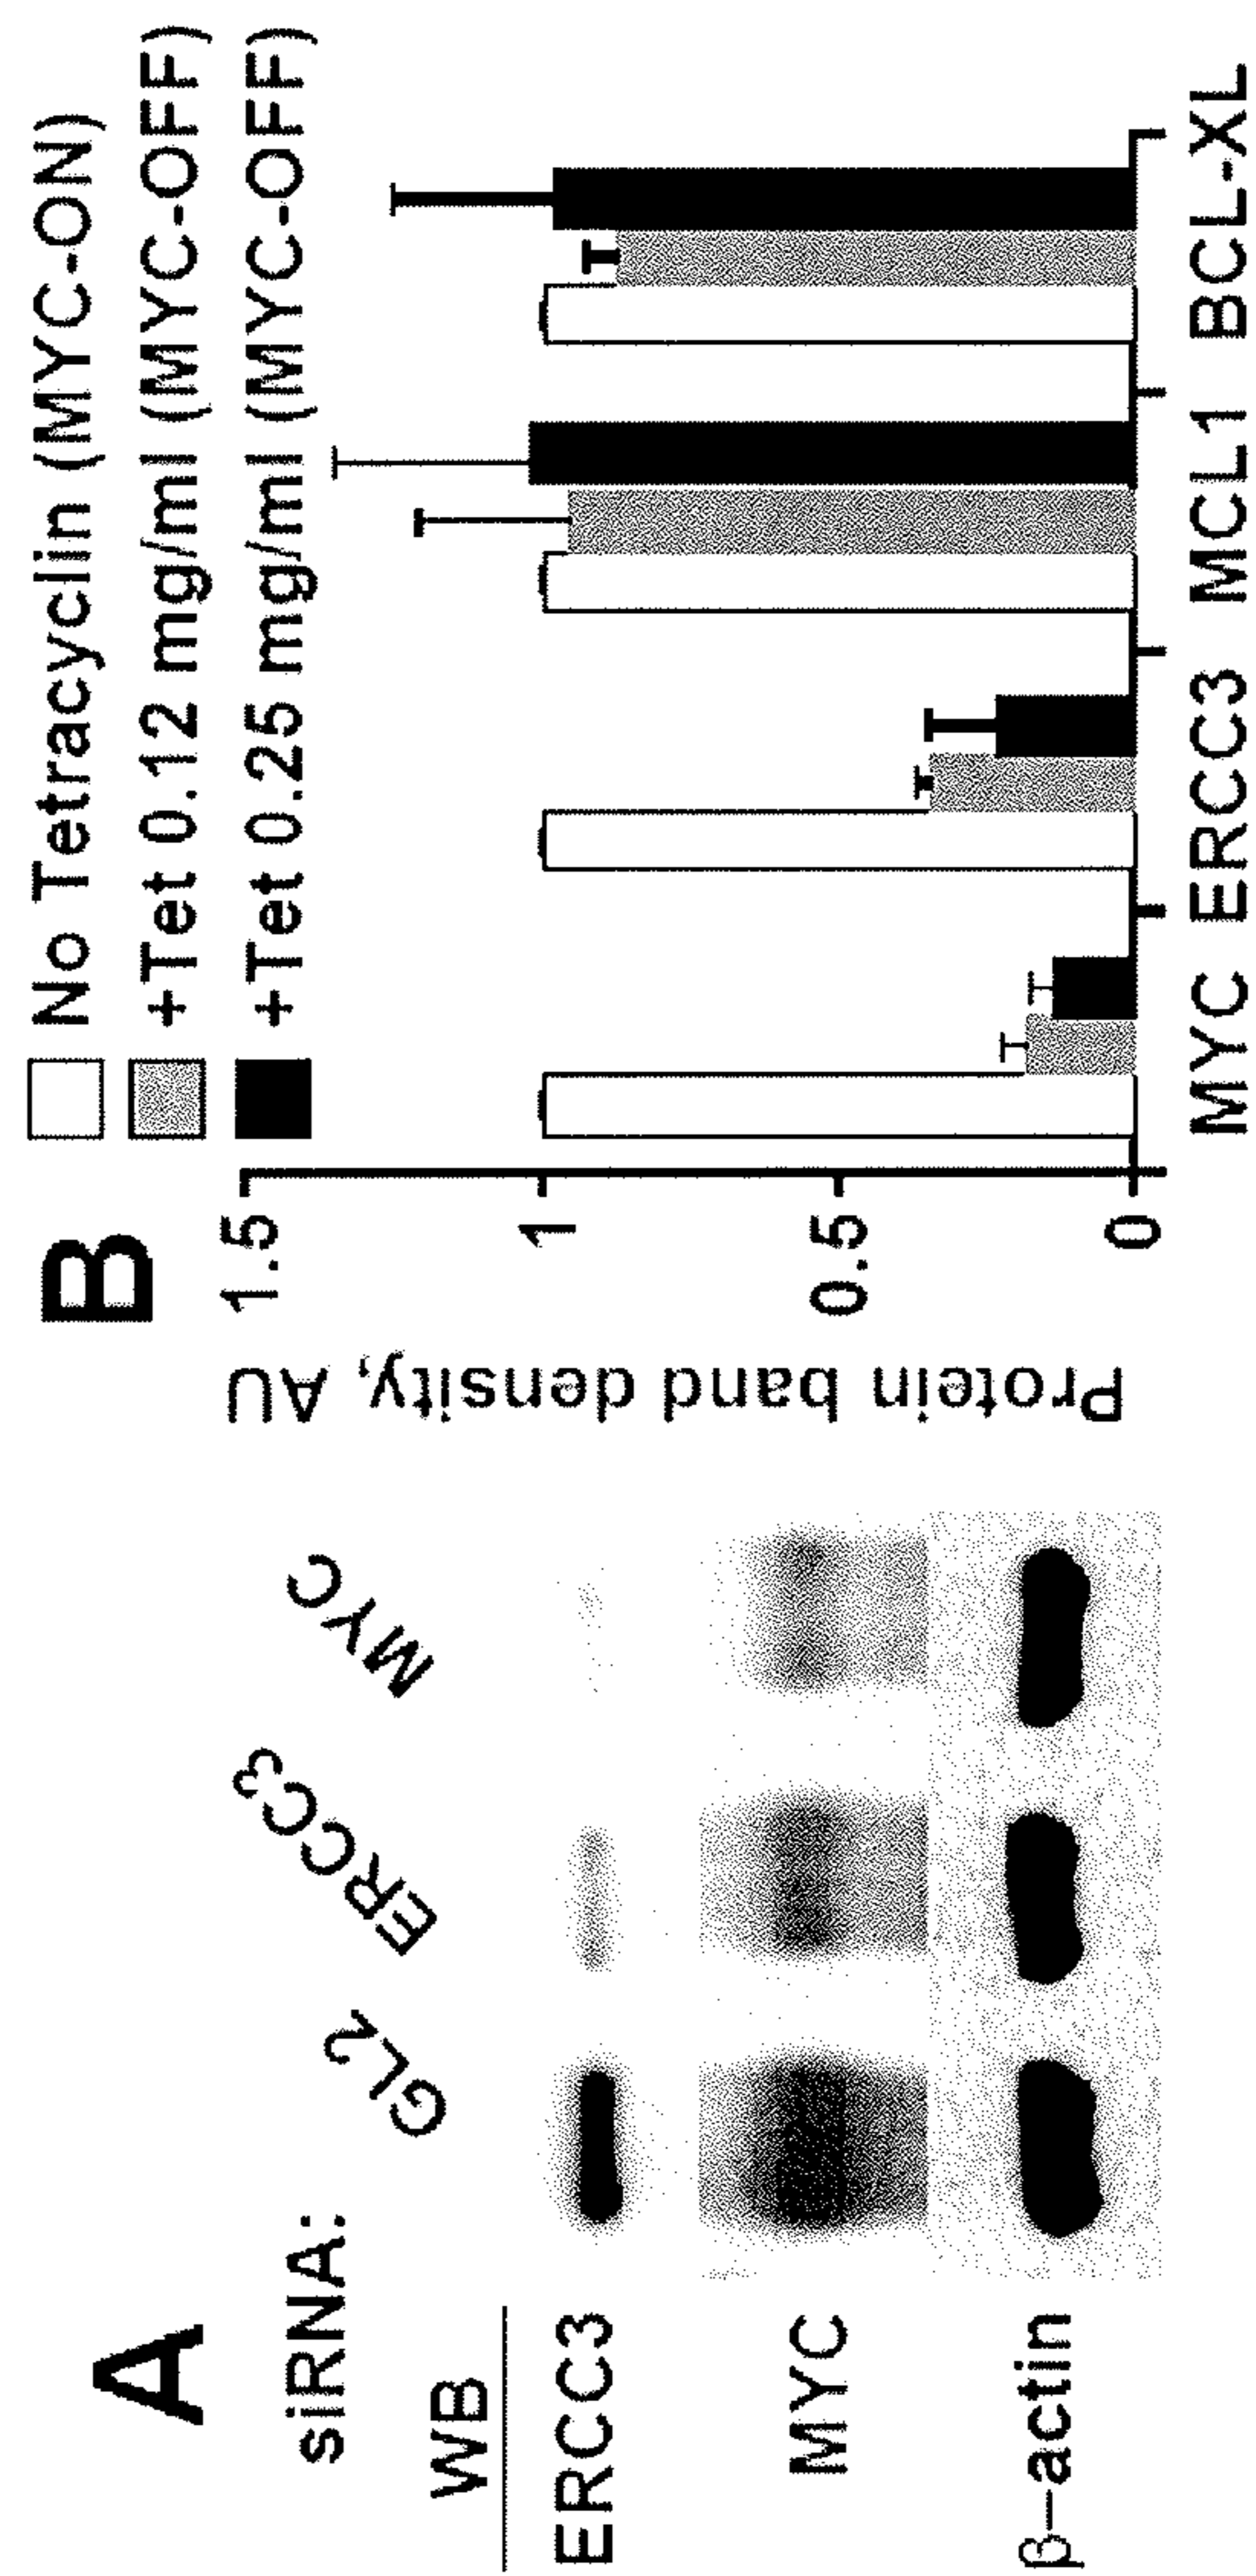 A
siRNA: GL2 ERCC3 MYC
WB
ERCC3
MYC
β–actin
B
No Tetracyclin (MYC-ON)
+Tet 0.12 mg/ml (MYC-OFF)
+Tet 0.25 mg/ml (MYC-OFF)
Protein band density, AU
1.5
1
0.5
0
MYC ERCC3 MCL1 BCL-XL